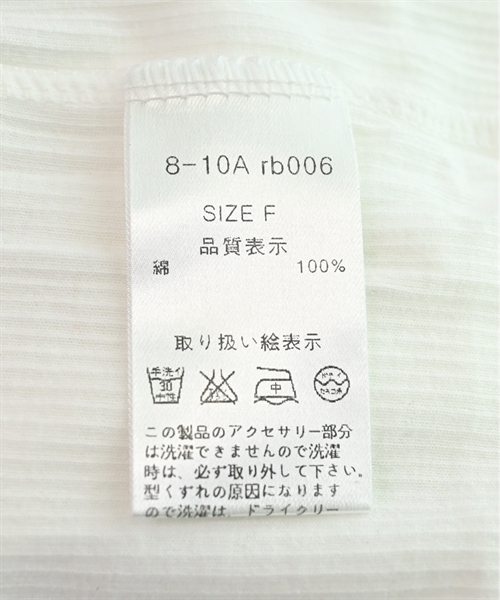 8-10A rb006
SIZE F
品質表示
綿 100%
取り扱い絵表示
手洗イ 30 中性 中
この製品のアクセサリー部分
は洗濯できませんので洗濯
時は、必ず取り外して下さい。
型くずれの原因になります
ので洗濯は、ドライクリー